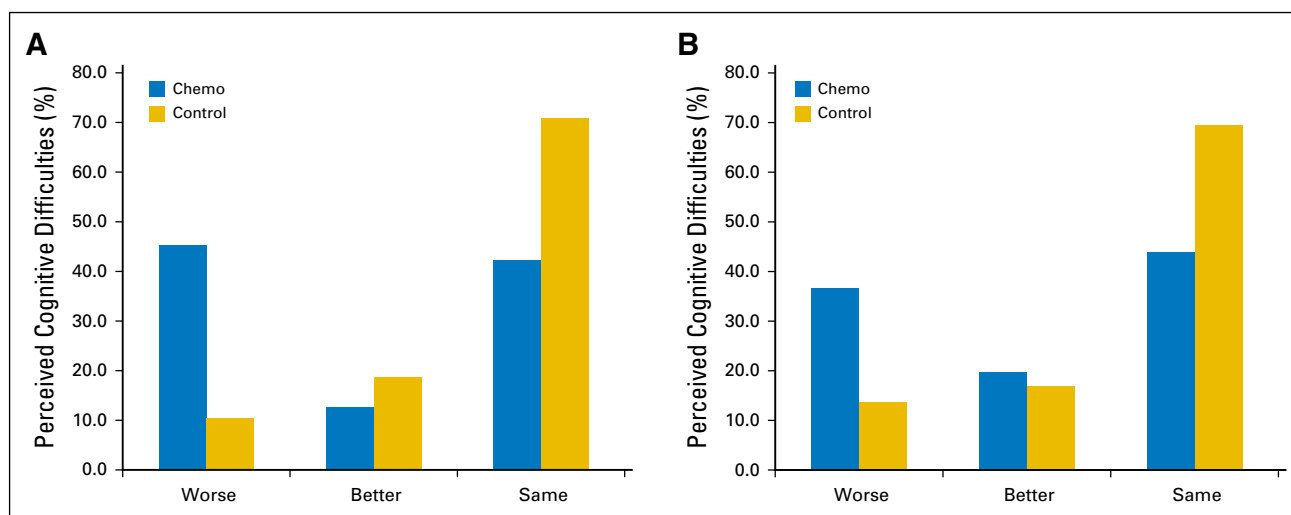 A
Perceived Cognitive Difficulties (%)
80.0
70.0
60.0
50.0
40.0
30.0
20.0
10.0
0.0
Chemo
Control
Worse Better Same
B
Perceived Cognitive Difficulties (%)
80.0
70.0
60.0
50.0
40.0
30.0
20.0
10.0
0.0
Chemo
Control
Worse Better Same